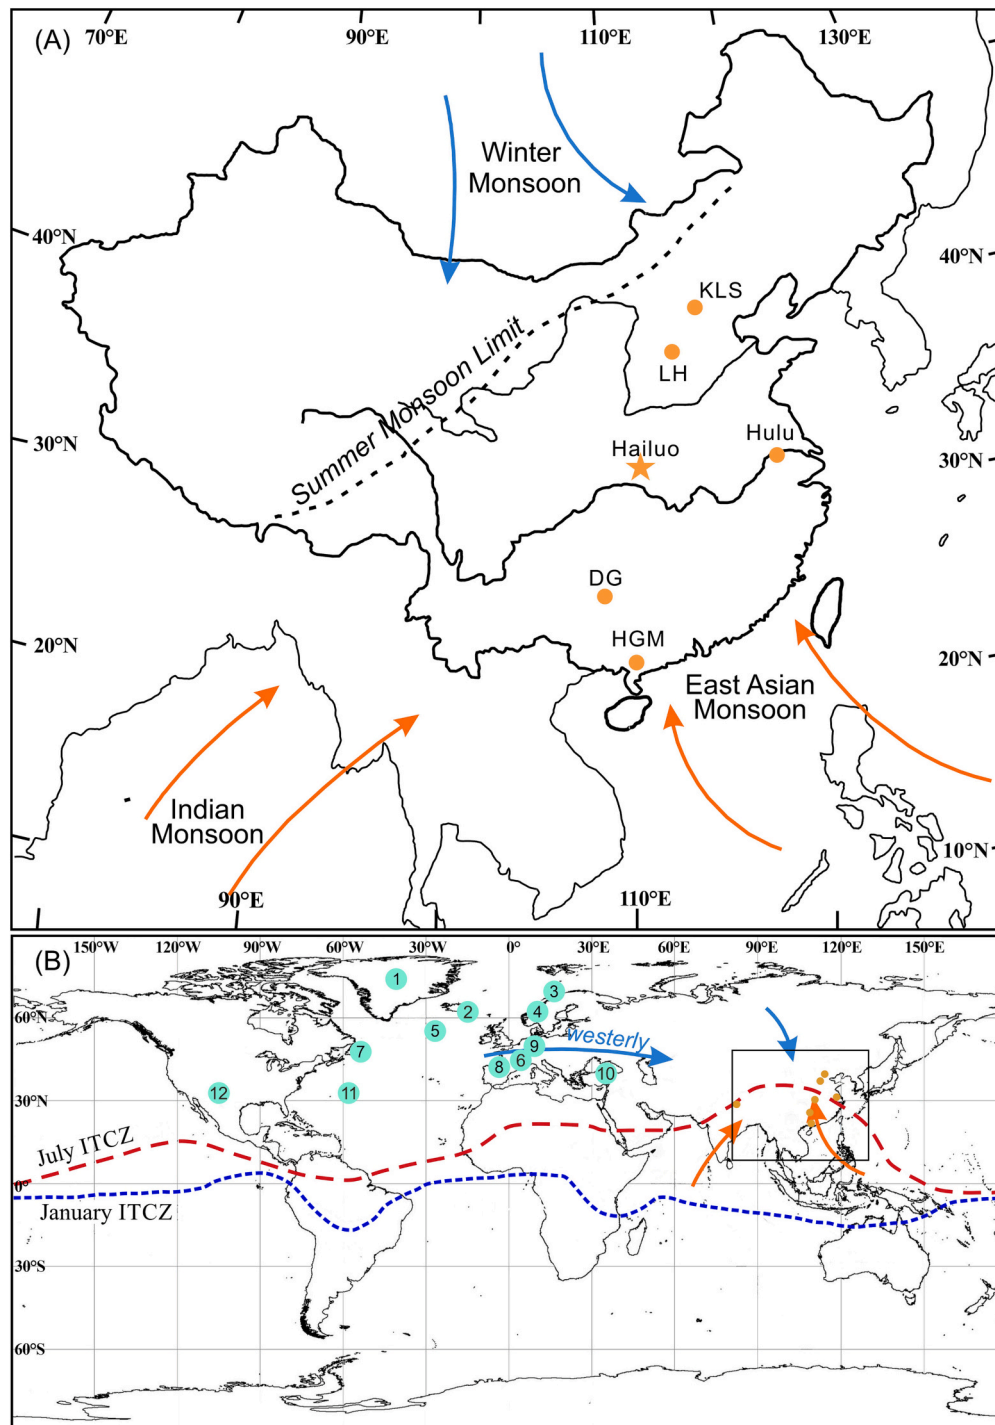 (A)
70°E
90°E
110°E
130°E
Winter
Monsoon
40°N
40°N
KLS
Summer Monsoon Limit
LH
30°N
Hailuo
Hulu
30°N
DG
20°N
HGM
20°N
East Asian
Monsoon
Indian
Monsoon
10°N
90°E
110°E
(B)
150°W
120°W
90°W
60°W
30°W
0°
30°E
60°E
90°E
120°E
150°E
1
3
60°N
2
4
5
westerly
7
9
6
8
10
12
11
30°N
July ITCZ
0°
January ITCZ
30°S
60°S